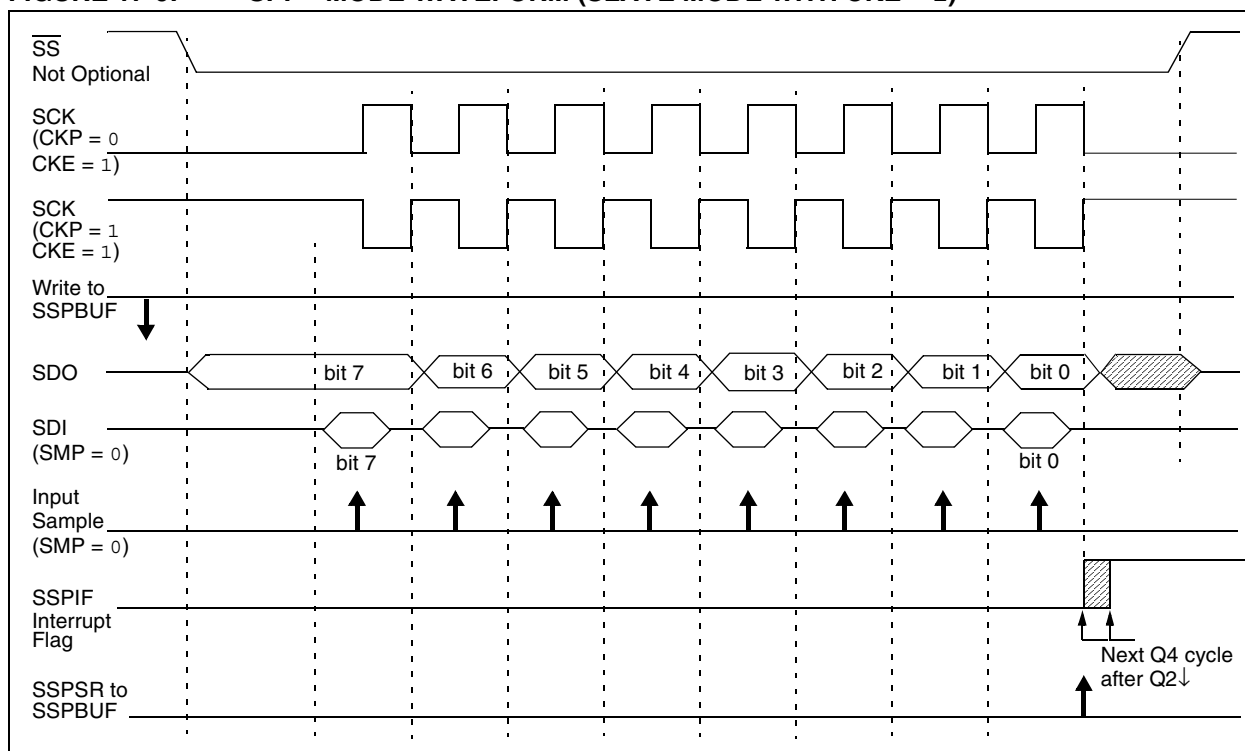 SS
Not Optional
SCK
(CKP = 0
CKE = 1)
SCK
(CKP = 1
CKE = 1)
Write to
SSPBUF
SDO
bit 7
bit 6
bit 5
bit 4
bit 3
bit 2
bit 1
bit 0
SDI
(SMP = 0)
bit 7
bit 0
Input
Sample
(SMP = 0)
SSPIF
Interrupt
Flag
Next Q4 cycle
after Q2↓
SSPSR to
SSPBUF